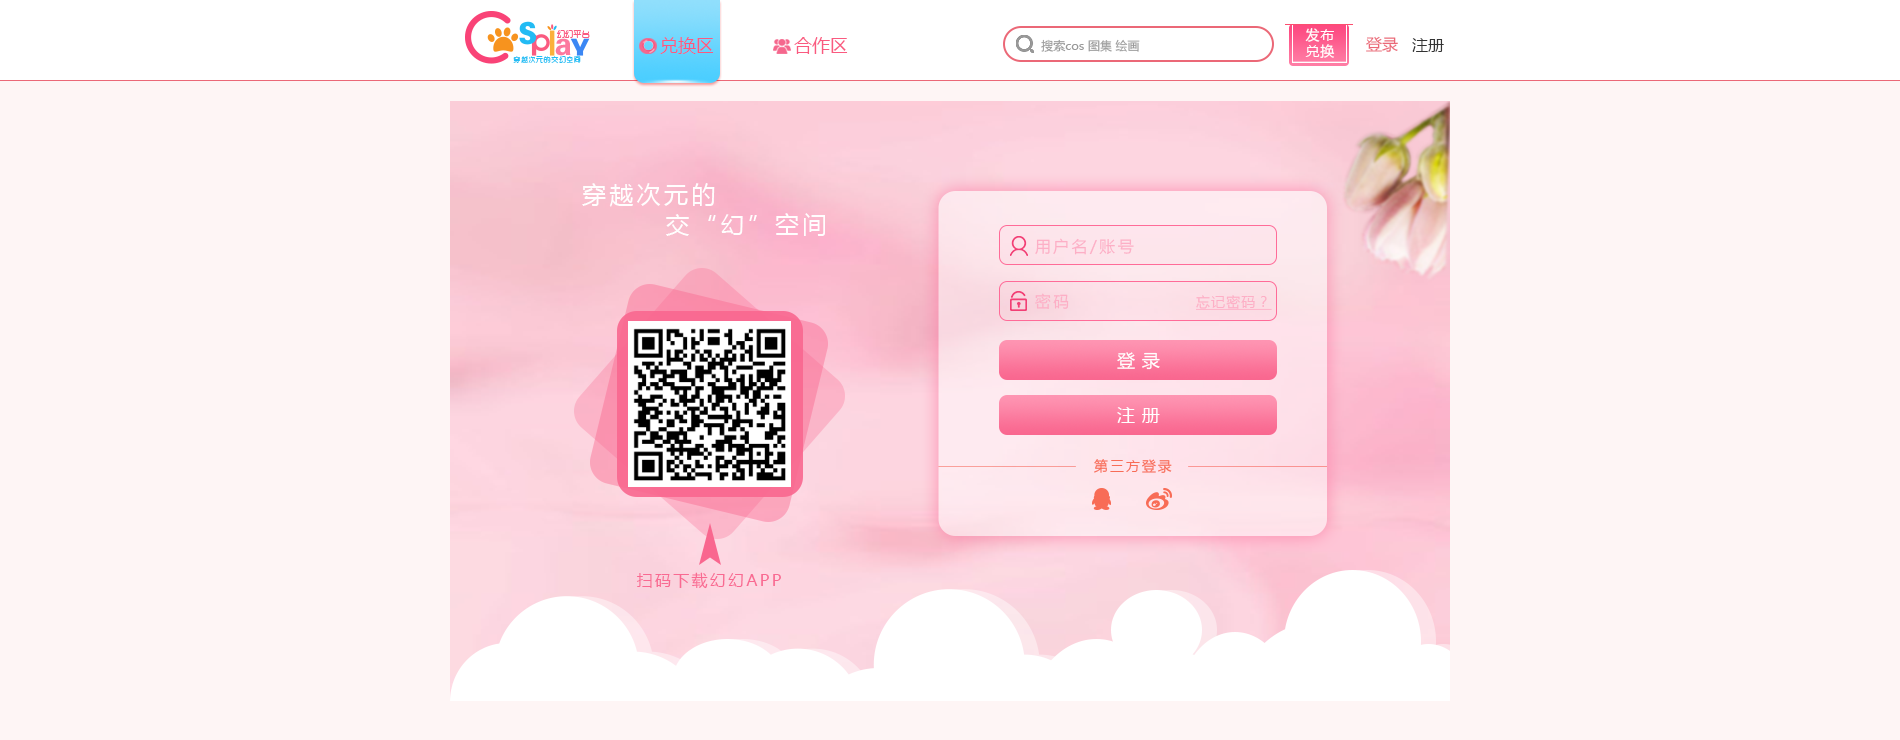 Cosplay
幻幻平台
穿越次元的交幻空间
兑换区
合作区
搜索cos 图集 绘画
发布
兑换
登录
注册
穿越次元的
交“幻”空间
用户名/账号
密码
忘记密码？
登 录
注 册
第三方登录
扫码下载幻幻APP